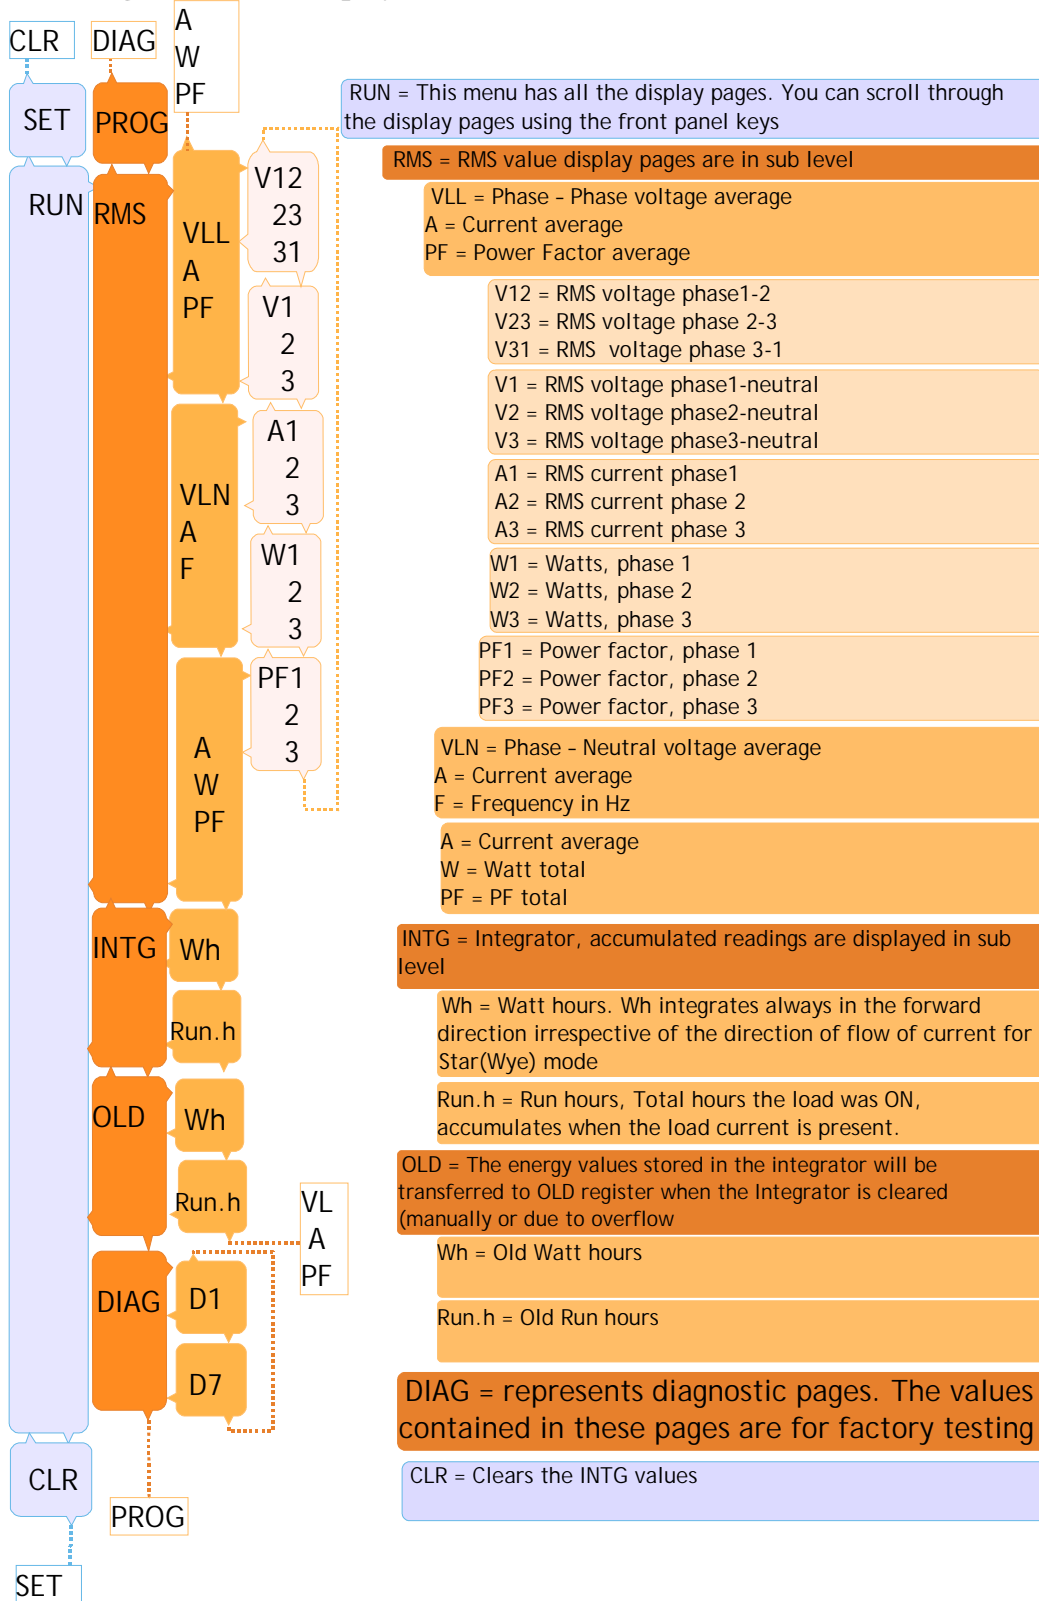 CLR
DIAG
A
W
PF
SET
PROG
RUN
RMS
VLL
A
PF
V12
23
31
V1
2
3
VLN
A
F
A1
2
3
W1
2
3
A
W
PF
PF1
2
3
INTG
Wh
Run.h
OLD
Wh
Run.h
VL
A
PF
DIAG
D1
D7
CLR
PROG
SET
RUN = This menu has all the display pages. You can scroll through
the display pages using the front panel keys
RMS = RMS value display pages are in sub level
VLL = Phase – Phase voltage average
A = Current average
PF = Power Factor average
V12 = RMS voltage phase1-2
V23 = RMS voltage phase 2-3
V31 = RMS voltage phase 3-1
V1 = RMS voltage phase1-neutral
V2 = RMS voltage phase2-neutral
V3 = RMS voltage phase3-neutral
A1 = RMS current phase1
A2 = RMS current phase 2
A3 = RMS current phase 3
W1 = Watts, phase 1
W2 = Watts, phase 2
W3 = Watts, phase 3
PF1 = Power factor, phase 1
PF2 = Power factor, phase 2
PF3 = Power factor, phase 3
VLN = Phase – Neutral voltage average
A = Current average
F = Frequency in Hz
A = Current average
W = Watt total
PF = PF total
INTG = Integrator, accumulated readings are displayed in sub
level
Wh = Watt hours. Wh integrates always in the forward
direction irrespective of the direction of flow of current for
Star(Wye) mode
Run.h = Run hours, Total hours the load was ON,
accumulates when the load current is present.
OLD = The energy values stored in the integrator will be
transferred to OLD register when the Integrator is cleared
(manually or due to overflow
Wh = Old Watt hours
Run.h = Old Run hours
DIAG = represents diagnostic pages. The values
contained in these pages are for factory testing
CLR = Clears the INTG values